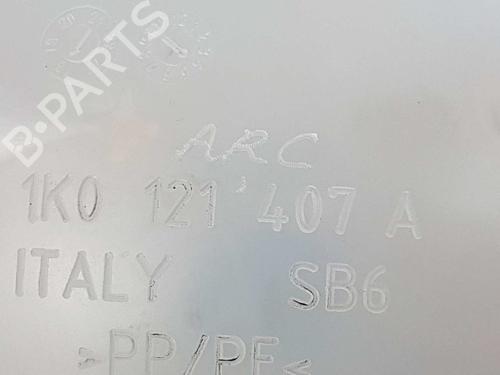 B-PARTS
ARC
1K0 121 407 A
ITALY SB6
>PP/PE<